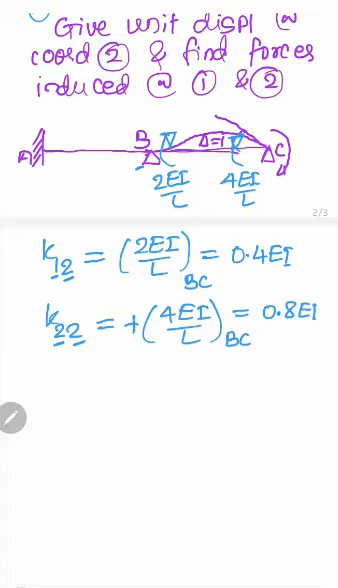 Give unit displ @
coord ② & find forces
induced @ ① & ②
A B Δ=1 C
2EI/L 4EI/L
2/3
k₁₂ = (2EI/L)BC = 0.4EI
k₂₂ = +(4EI/L)BC = 0.8EI